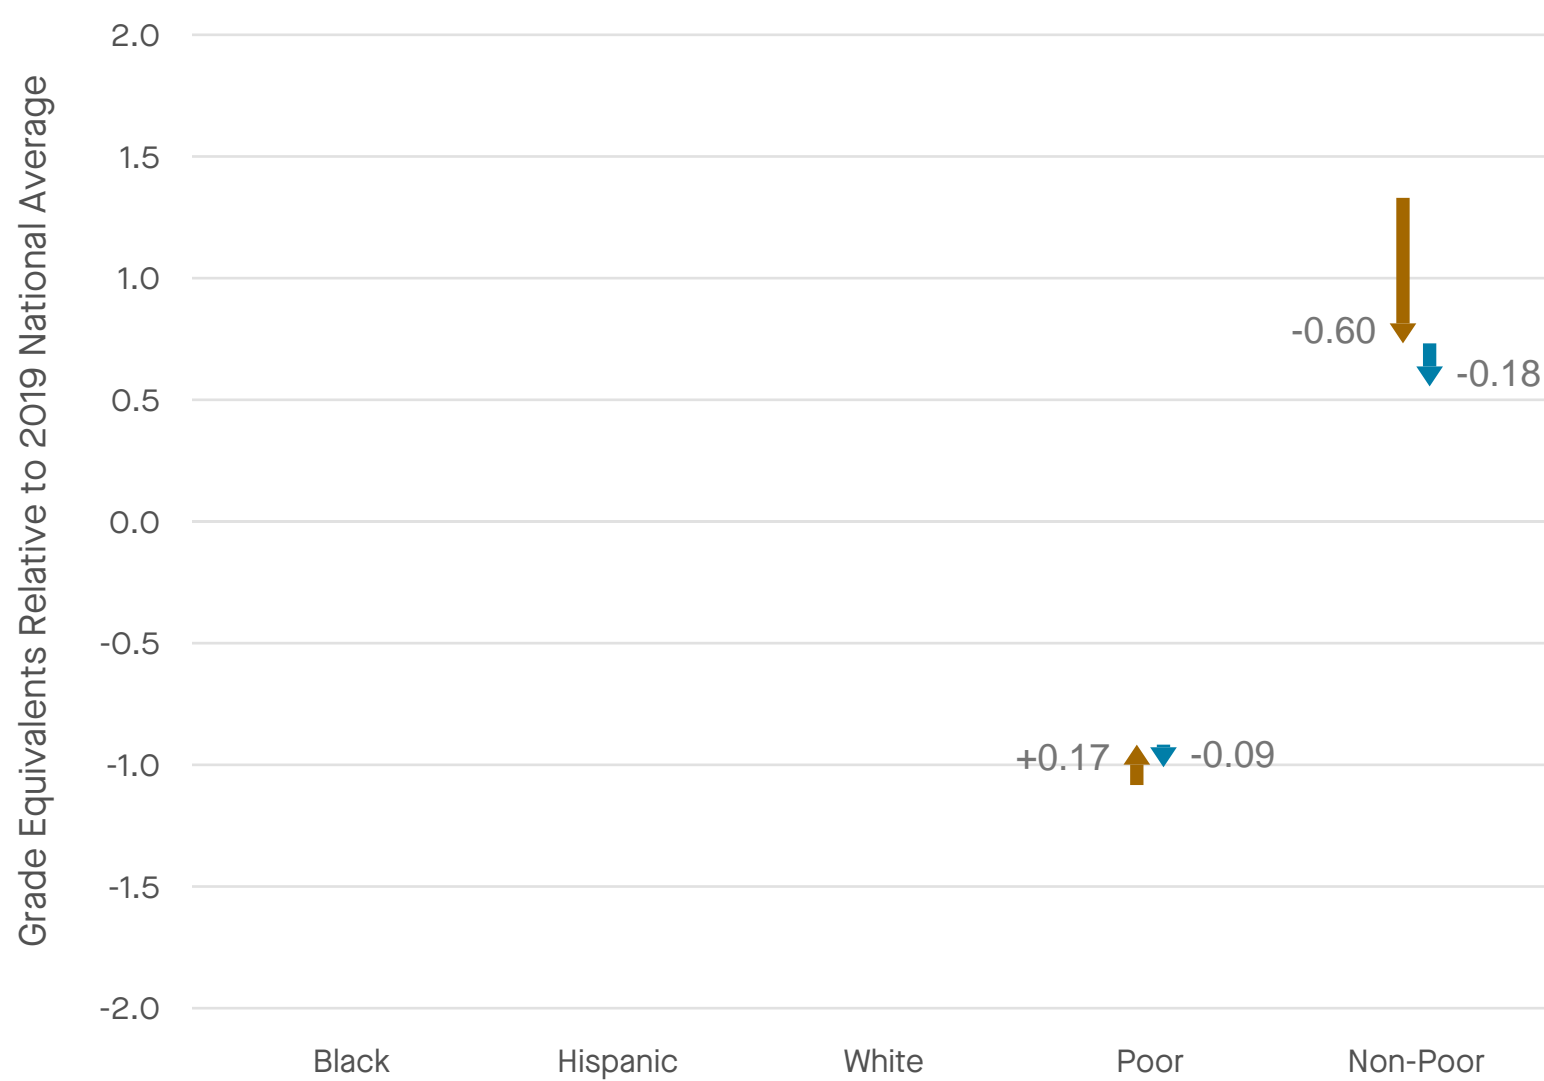 Grade Equivalents Relative to 2019 National Average
2.0
1.5
1.0
0.5
0.0
-0.5
-1.0
-1.5
-2.0
-0.60
-0.18
+0.17
-0.09
Black
Hispanic
White
Poor
Non-Poor